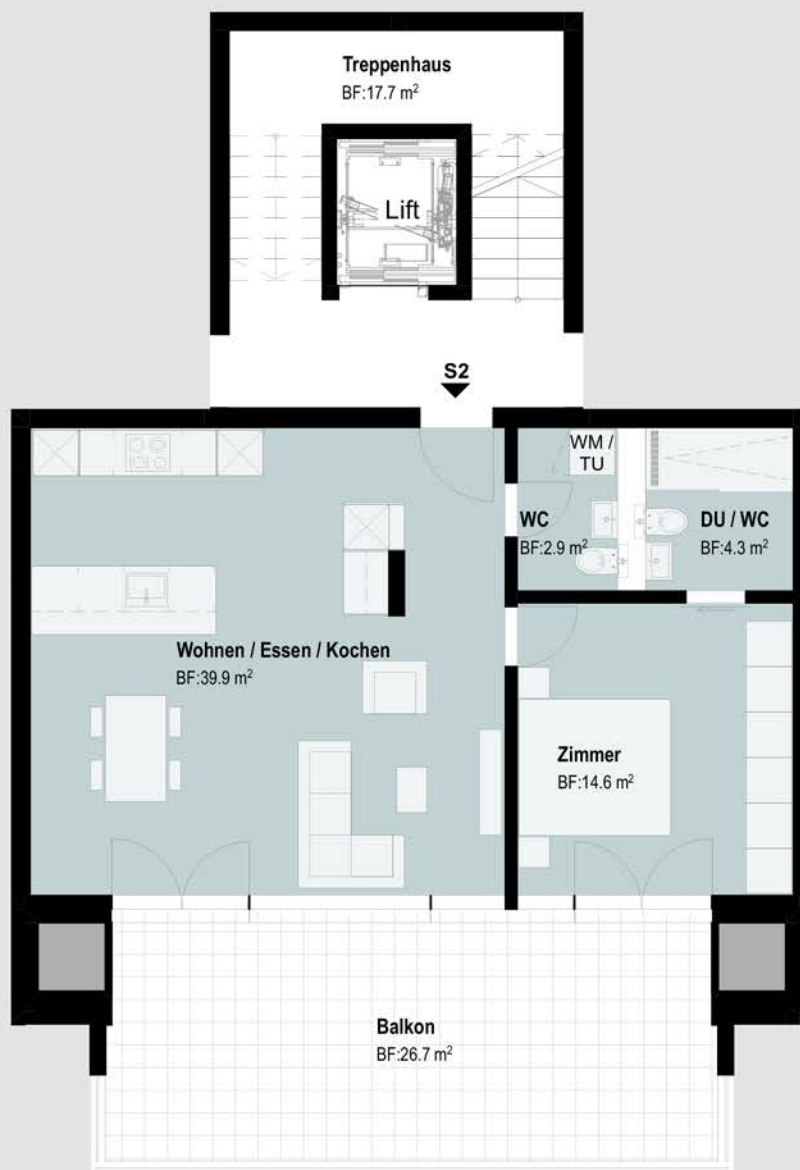 Treppenhaus
BF:17.7 m²
Lift
S2
WM /
TU
WC
BF:2.9 m²
DU / WC
BF:4.3 m²
Wohnen / Essen / Kochen
BF:39.9 m²
Zimmer
BF:14.6 m²
Balkon
BF:26.7 m²